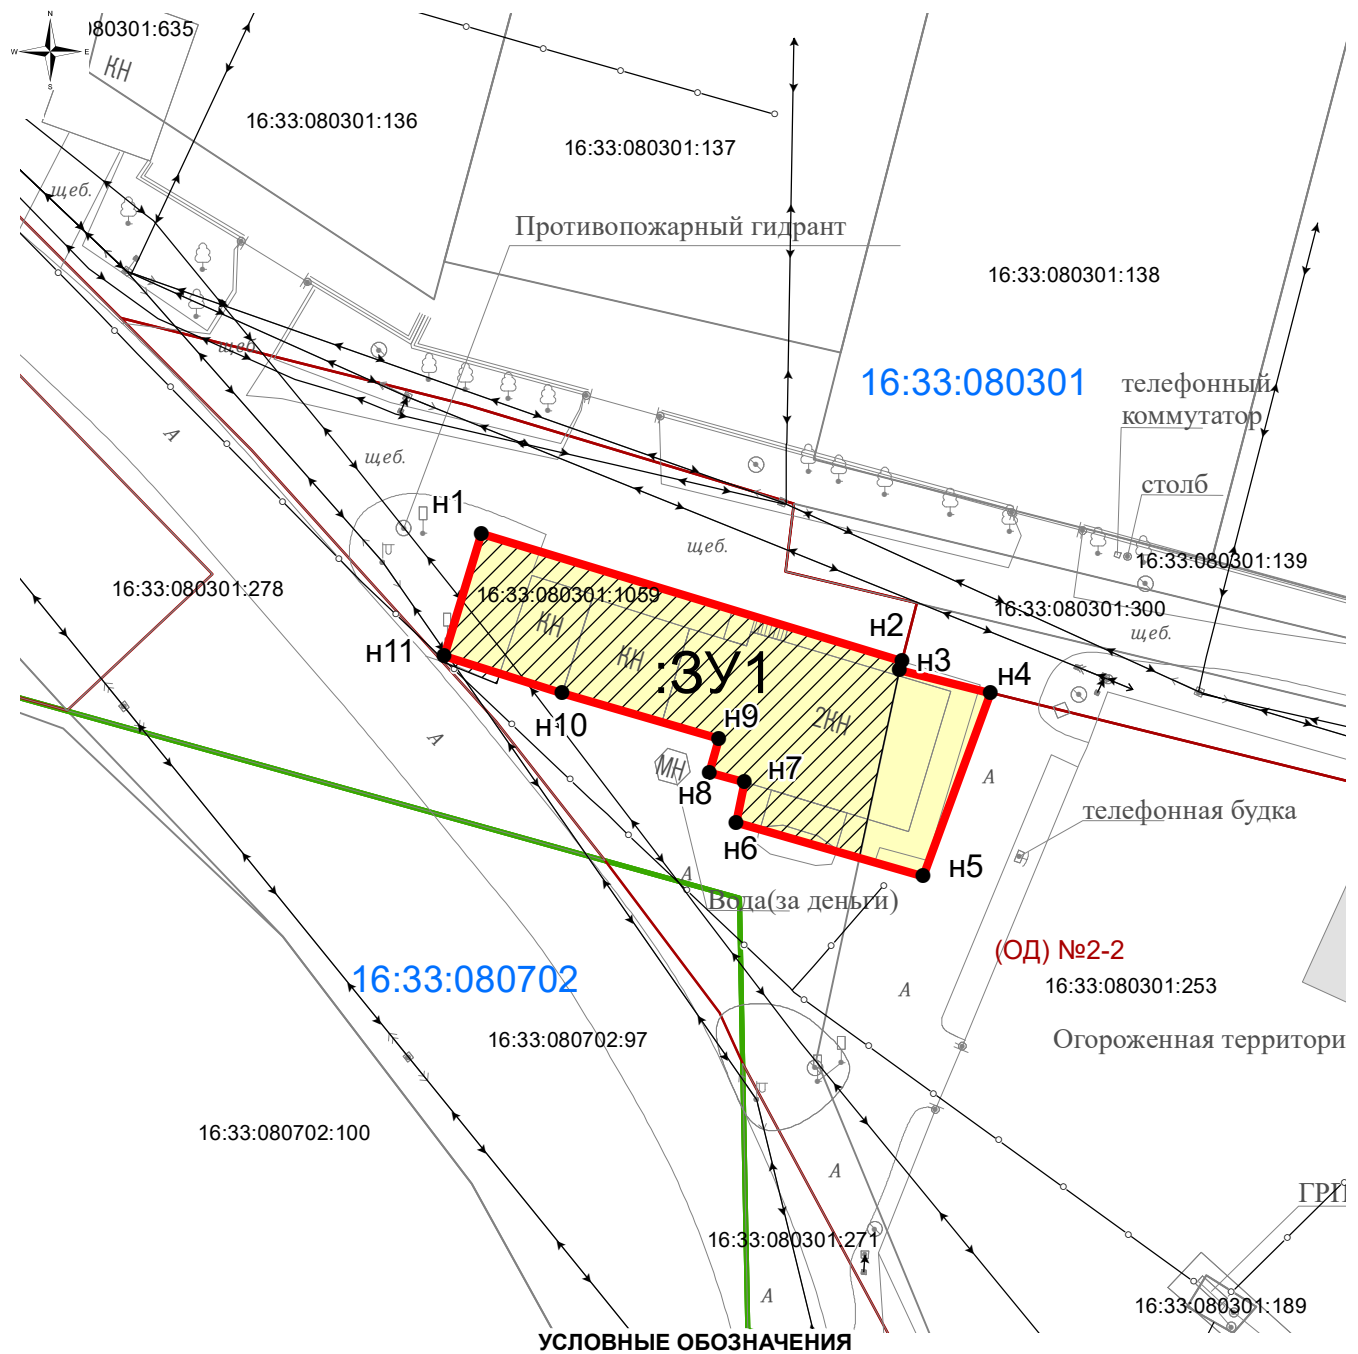 N
W
E
S
80301:635
КН
16:33:080301:136
16:33:080301:137
щеб.
Противопожарный гидрант
16:33:080301:138
щеб.
16:33:080301
телефонный
коммутатор
А
щеб.
столб
н1
щеб.
16:33:080301:139
16:33:080301:278
16:33:080301:1059
16:33:080301:300
КН
н2
щеб.
н11
КН
:ЗУ1
н3
н4
н10
н9
2КН
А
МН
н8
н7
А
телефонная будка
н6
н5
А
Вода(за деньги)
(ОД) №2-2
16:33:080702
А
16:33:080301:253
16:33:080702:97
Огороженная территори
16:33:080702:100
А
ГРП
16:33:080301:271
А
16:33:080301:189
УСЛОВНЫЕ ОБОЗНАЧЕНИЯ